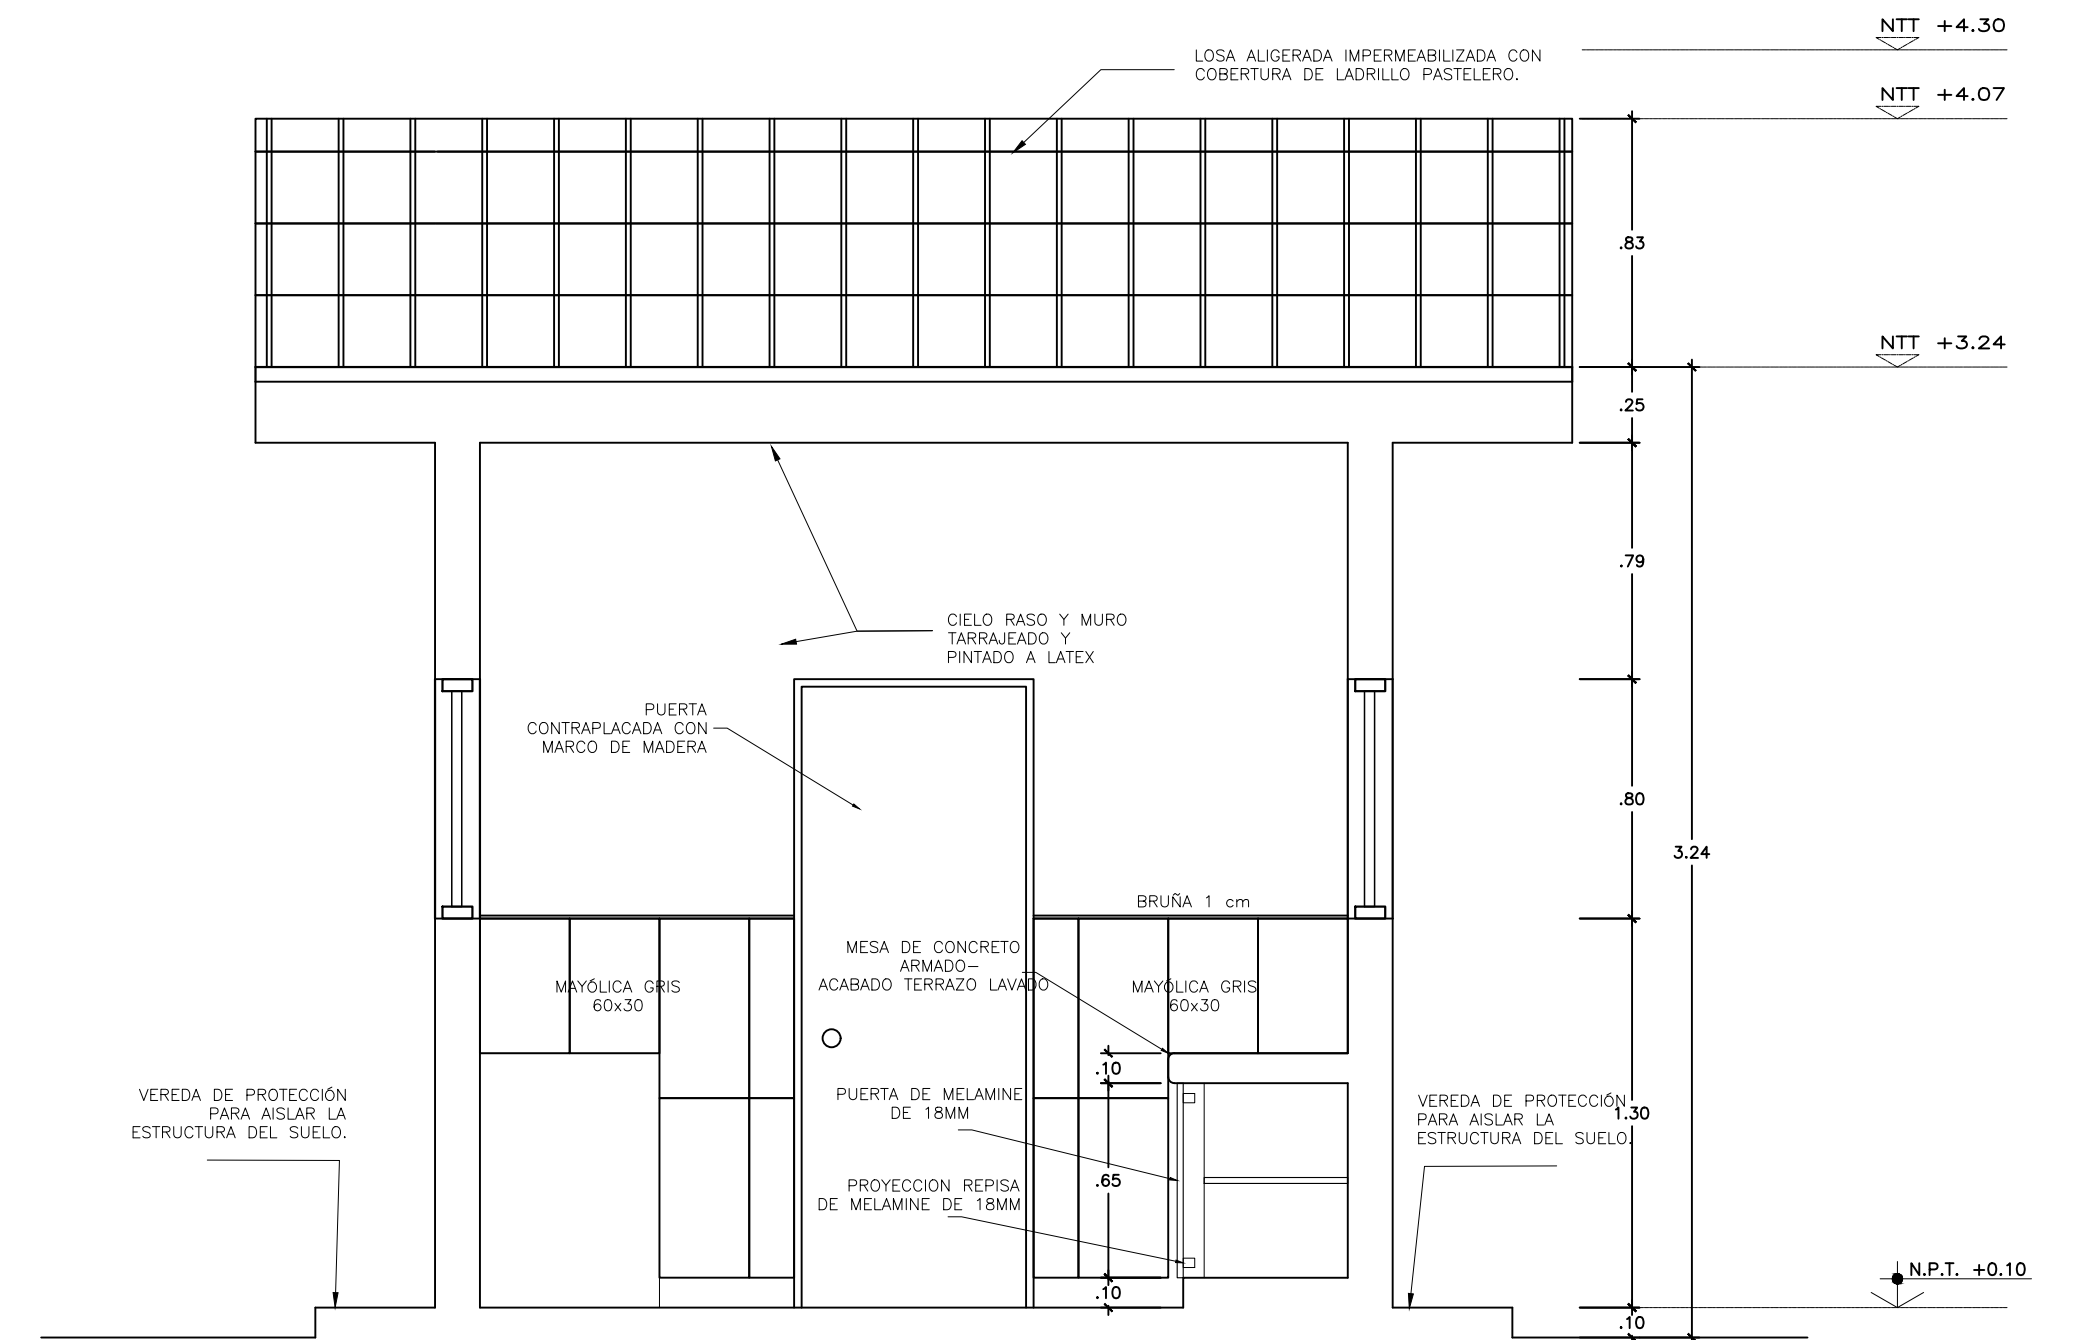 NTT +4.30
LOSA ALIGERADA IMPERMEABILIZADA CON
COBERTURA DE LADRILLO PASTELERO.
NTT +4.07
.83
NTT +3.24
.25
.79
CIELO RASO Y MURO
TARRAJEADO Y
PINTADO A LATEX
PUERTA
CONTRAPLACADA CON
MARCO DE MADERA
.80
3.24
BRUÑA 1 cm
MESA DE CONCRETO
ARMADO-
ACABADO TERRAZO LAVADO
MAYÓLICA GRIS
60x30
MAYÓLICA GRIS
60x30
.10
VEREDA DE PROTECCIÓN
PARA AISLAR LA
ESTRUCTURA DEL SUELO.
PUERTA DE MELAMINE
DE 18MM
VEREDA DE PROTECCIÓN
PARA AISLAR LA
ESTRUCTURA DEL SUELO.
1.30
.65
PROYECCION REPISA
DE MELAMINE DE 18MM
N.P.T. +0.10
.10
.10